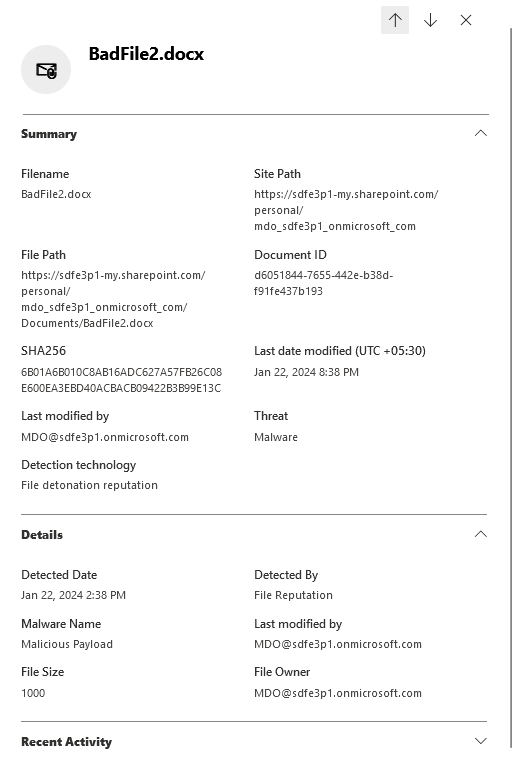 BadFile2.docx
Summary
Filename
BadFile2.docx
Site Path
https://sdfe3p1-my.sharepoint.com/
personal/
mdo_sdfe3p1_onmicrosoft_com
File Path
https://sdfe3p1-my.sharepoint.com/
personal/
mdo_sdfe3p1_onmicrosoft_com/
Documents/BadFile2.docx
Document ID
d6051844-7655-442e-b38d-
f91fe437b193
SHA256
6B01A6B010C8AB16ADC627A57FB26C08
E600EA3EBD40ACBACB09422B3B99E13C
Last date modified (UTC +05:30)
Jan 22, 2024 8:38 PM
Last modified by
MDO@sdfe3p1.onmicrosoft.com
Threat
Malware
Detection technology
File detonation reputation
Details
Detected Date
Jan 22, 2024 2:38 PM
Detected By
File Reputation
Malware Name
Malicious Payload
Last modified by
MDO@sdfe3p1.onmicrosoft.com
File Size
1000
File Owner
MDO@sdfe3p1.onmicrosoft.com
Recent Activity